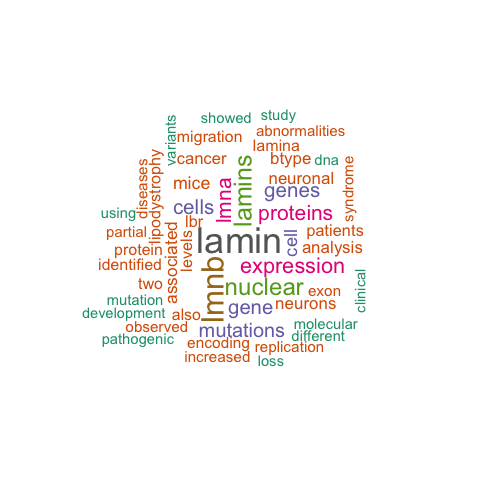 showed
study
variants
migration
abnormalities
lamina
cancer
btype
dna
diseases
lipodystrophy
mice
lmna
lamins
neuronal
genes
syndrome
using
cells
proteins
partial
lbr
lamin
cell
patients
protein
associated
levels
analysis
identified
lmnb
expression
two
nuclear
exon
clinical
mutation
gene
neurons
development
also
observed
mutations
molecular
pathogenic
encoding
replication
different
increased
loss